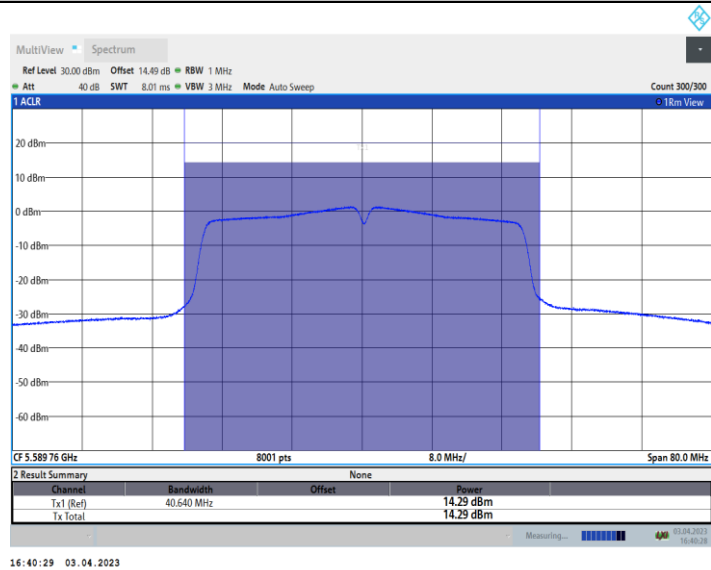 MultiView Spectrum
Ref Level 30.00 dBm Offset 14.49 dB RBW 1 MHz
Att 40 dB SWT 8.01 ms VBW 3 MHz Mode Auto Sweep Count 300/300
1 ACLR 1Rm View
20 dBm
10 dBm
0 dBm
-10 dBm
-20 dBm
-30 dBm
-40 dBm
-50 dBm
-60 dBm
CF 5.589 76 GHz 8001 pts 8.0 MHz/ Span 80.0 MHz
2 Result Summary None
Channel Bandwidth Offset Power
Tx1 (Ref) 40.640 MHz 14.29 dBm
Tx Total 14.29 dBm
Measuring... 03.04.2023
16:40:28
16:40:29 03.04.2023